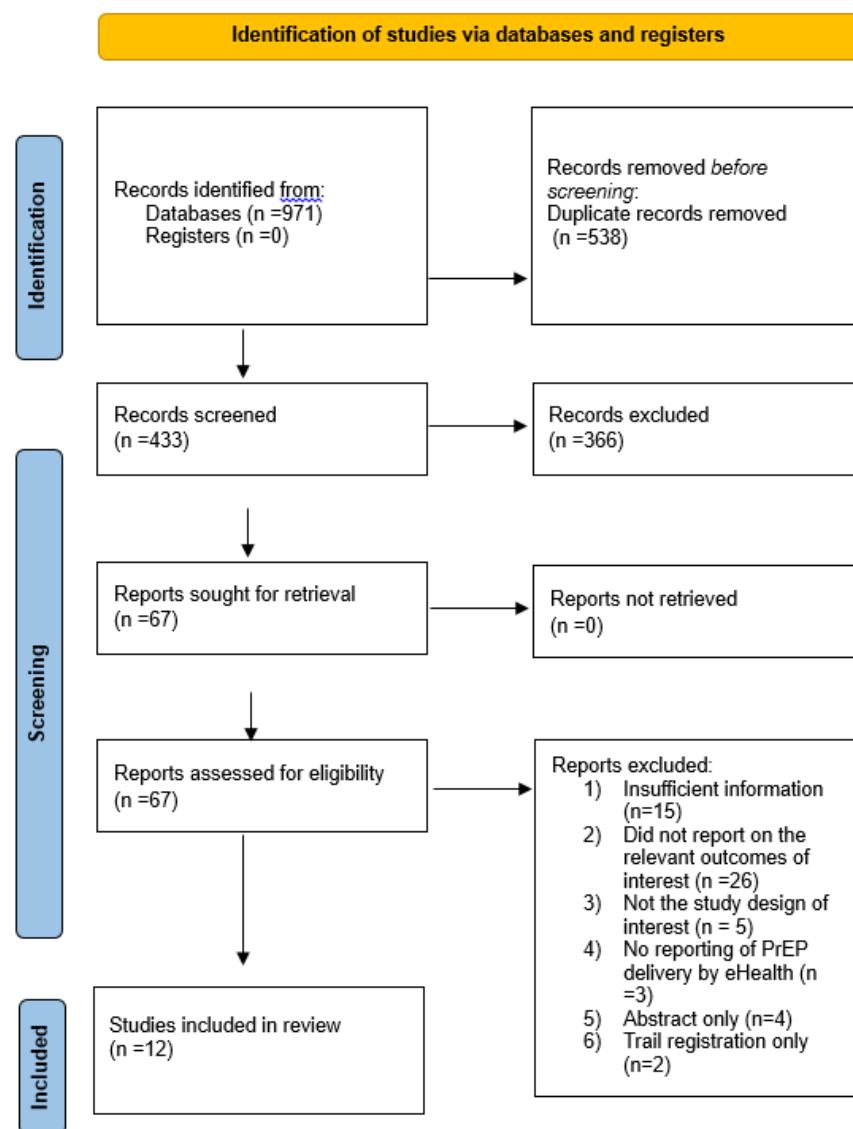 Identification of studies via databases and registers
Identification
Records identified from:
Databases (n =971)
Registers (n =0)
Records removed before
screening:
Duplicate records removed
(n =538)
Screening
Records screened
(n =433)
Records excluded
(n =366)
Reports sought for retrieval
(n =67)
Reports not retrieved
(n =0)
Reports assessed for eligibility
(n =67)
Reports excluded:
1) Insufficient information
(n=15)
2) Did not report on the
relevant outcomes of
interest (n =26)
3) Not the study design of
interest (n = 5)
4) No reporting of PrEP
delivery by eHealth (n
=3)
5) Abstract only (n=4)
6) Trail registration only
(n=2)
Included
Studies included in review
(n =12)